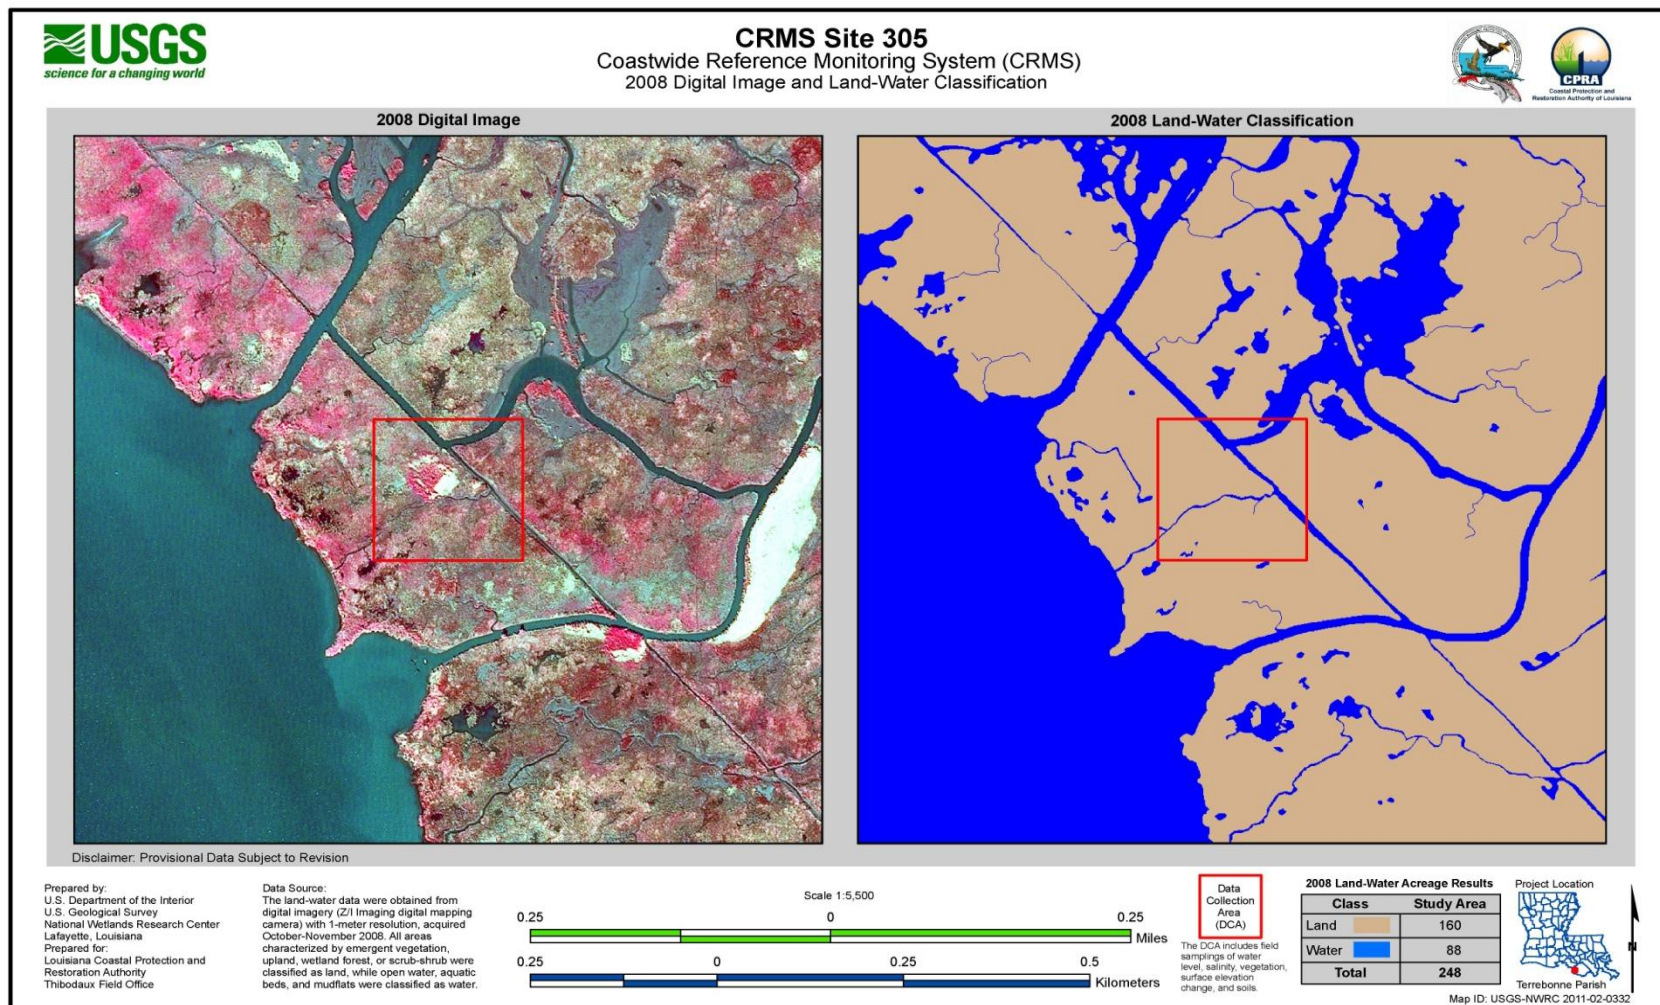 USGS
science for a changing world
CRMS Site 305
Coastwide Reference Monitoring System (CRMS)
2008 Digital Image and Land-Water Classification
CPRA
Coastal Protection and
Restoration Authority of Louisiana
2008 Digital Image
2008 Land-Water Classification
Disclaimer: Provisional Data Subject to Revision
Prepared by:
U.S. Department of the Interior
U.S. Geological Survey
National Wetlands Research Center
Lafayette, Louisiana
Prepared for:
Louisiana Coastal Protection and
Restoration Authority
Thibodaux Field Office
Data Source:
The land-water data were obtained from
digital imagery (Z/I Imaging digital mapping
camera) with 1-meter resolution, acquired
October-November 2008. All areas
characterized by emergent vegetation,
upland, wetland forest, or scrub-shrub were
classified as land, while open water, aquatic
beds, and mudflats were classified as water.
Scale 1:5,500
0.25 0 0.25
Miles
0.25 0 0.25 0.5
Kilometers
Data
Collection
Area
(DCA)
The DCA includes field
samplings of water
level, salinity, vegetation,
surface elevation
change, and soils.
2008 Land-Water Acreage Results
Class Study Area
Land 160
Water 88
Total 248
Project Location
N
Terrebonne Parish
Map ID: USGS-NWRC 2011-02-0332